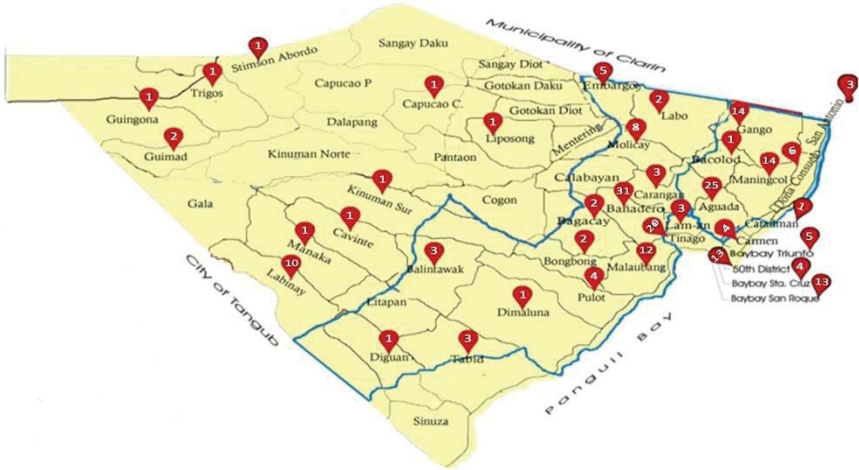 Municipality of Clarin
Sangay Daku
1
Stimson Abordo
1
Trigos
Sangay Diot
5
Embargo
3
Capucao P
1
Capucao C.
Gotokan Daku
2
Labo
14
Gango
San Antonio
1
Guingona
Gotokan Diot
1
Liposong
Mentering
8
Molicay
1
Bacolod
6
2
Guimad
Dalapang
Kinuman Norte
Pantaon
14
Maningcol
Dona Consuelo
Calabayan
3
Carangan
25
Aguada
1
Kinuman Sur
Gala
Cogon
2
Bagacay
31
Bañadero
3
Lam-an
20
Tinago
7
Catadman
4
Carmen
5
1
Manaka
1
Cavinte
3
Balintawak
2
Bongbong
12
Malaubang
13
Baybay Triunfo
50th District
4
Baybay Sta. Cruz
13
Baybay San Roque
10
Labinay
4
Pulot
City of Tangub
Litapan
1
Dimaluna
1
Diguan
3
Tabid
Panguil Bay
Sinuza